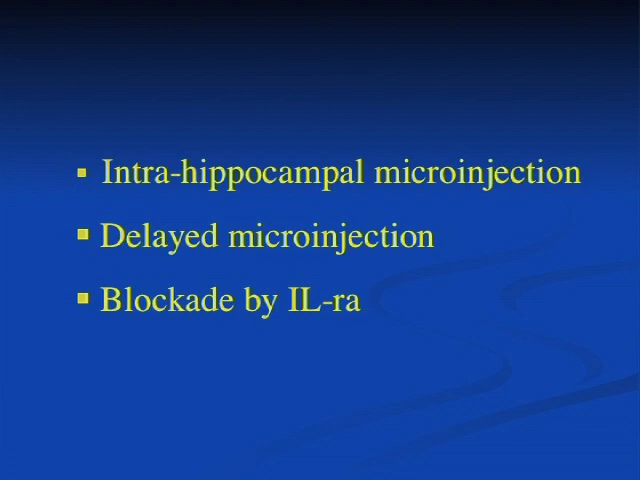 Intra-hippocampal microinjection
Delayed microinjection
Blockade by IL-ra